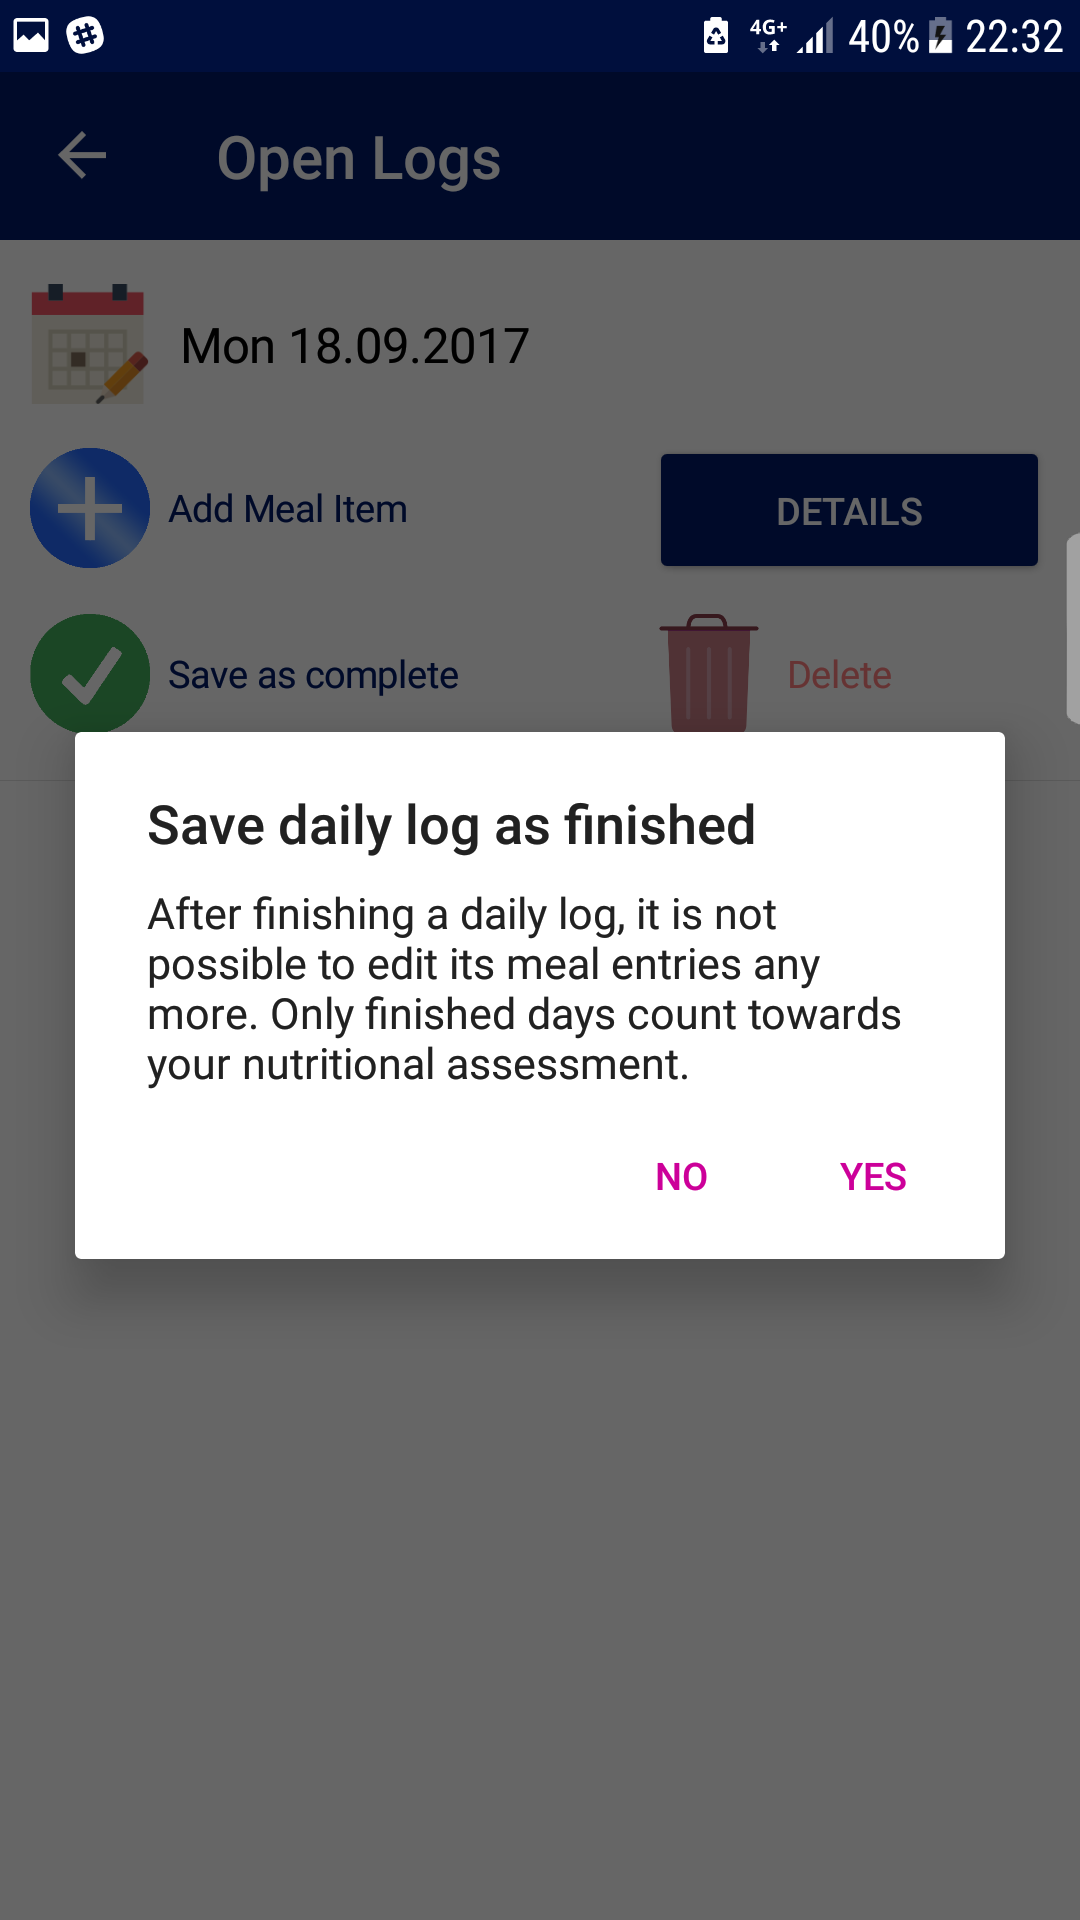 4G+ 40% 22:32
Open Logs
Mon 18.09.2017
Add Meal Item
DETAILS
Save as complete
Delete
Save daily log as finished
After finishing a daily log, it is not
possible to edit its meal entries any
more. Only finished days count towards
your nutritional assessment.
NO
YES